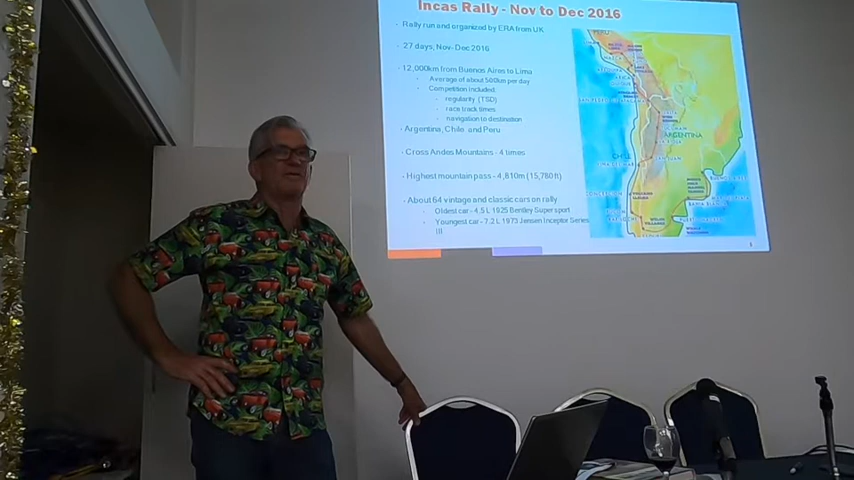 Incas Rally - Nov to Dec 2016
Rally run and organized by ERA from UK
27 days, Nov- Dec 2016
12,000km from Buenos Aires to Lima
Average of about 500km per day
Competition included:
regularity (TSD)
race track times
navigation to destination
Argentina, Chile and Peru
Cross Andes Mountains - 4 times
Highest mountain pass - 4,810m (15,780 ft)
About 64 vintage and classic cars on rally
Oldest car - 4.5L 1925 Bentley Super Sport
Youngest car - 7.2 L 1973 Jensen Inceptor Series
III
ARGENTINA